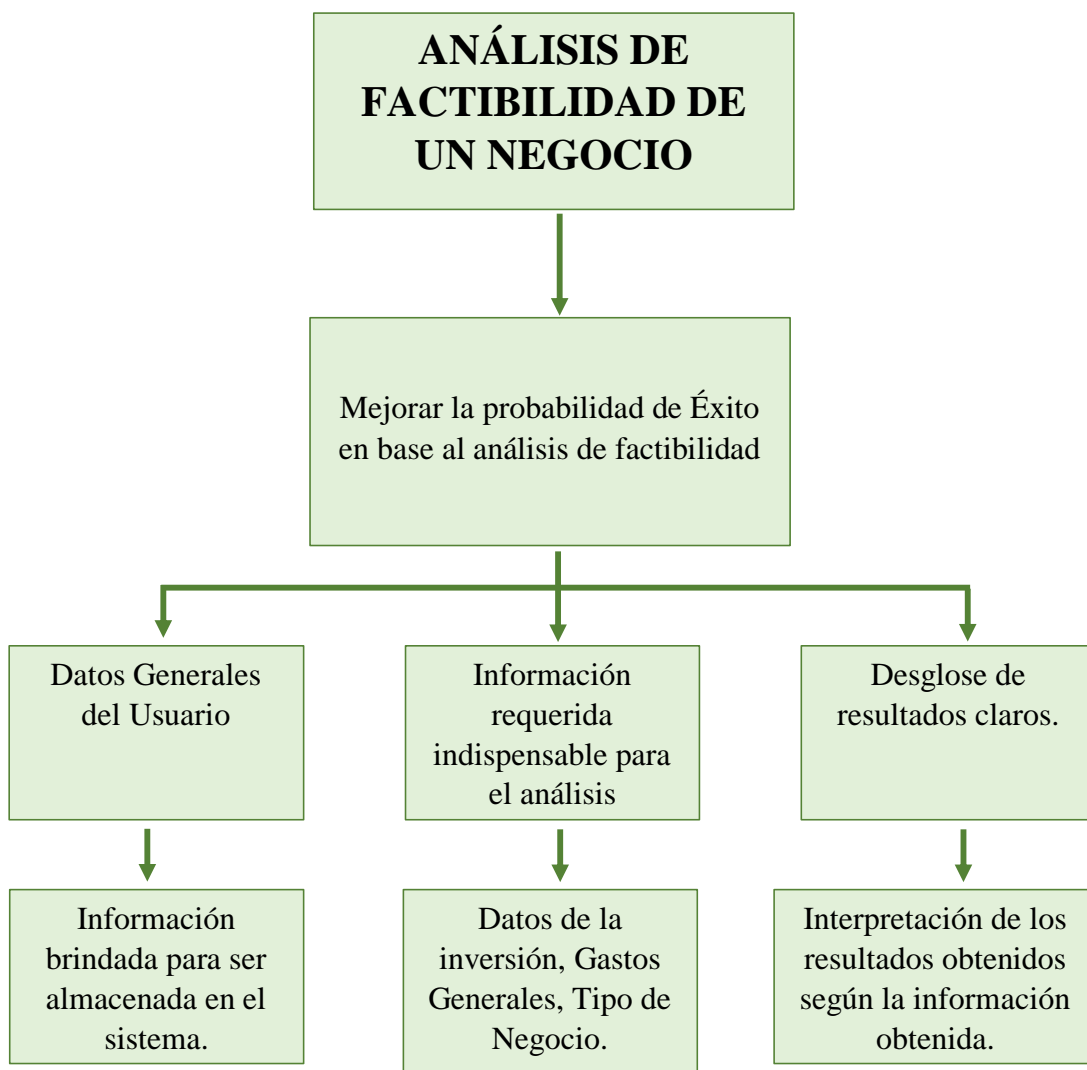 ANÁLISIS DE
FACTIBILIDAD DE
UN NEGOCIO
Mejorar la probabilidad de Éxito
en base al análisis de factibilidad
Datos Generales
del Usuario
Información
requerida
indispensable para
el análisis
Desglose de
resultados claros.
Información
brindada para ser
almacenada en el
sistema.
Datos de la
inversión, Gastos
Generales, Tipo de
Negocio.
Interpretación de los
resultados obtenidos
según la información
obtenida.